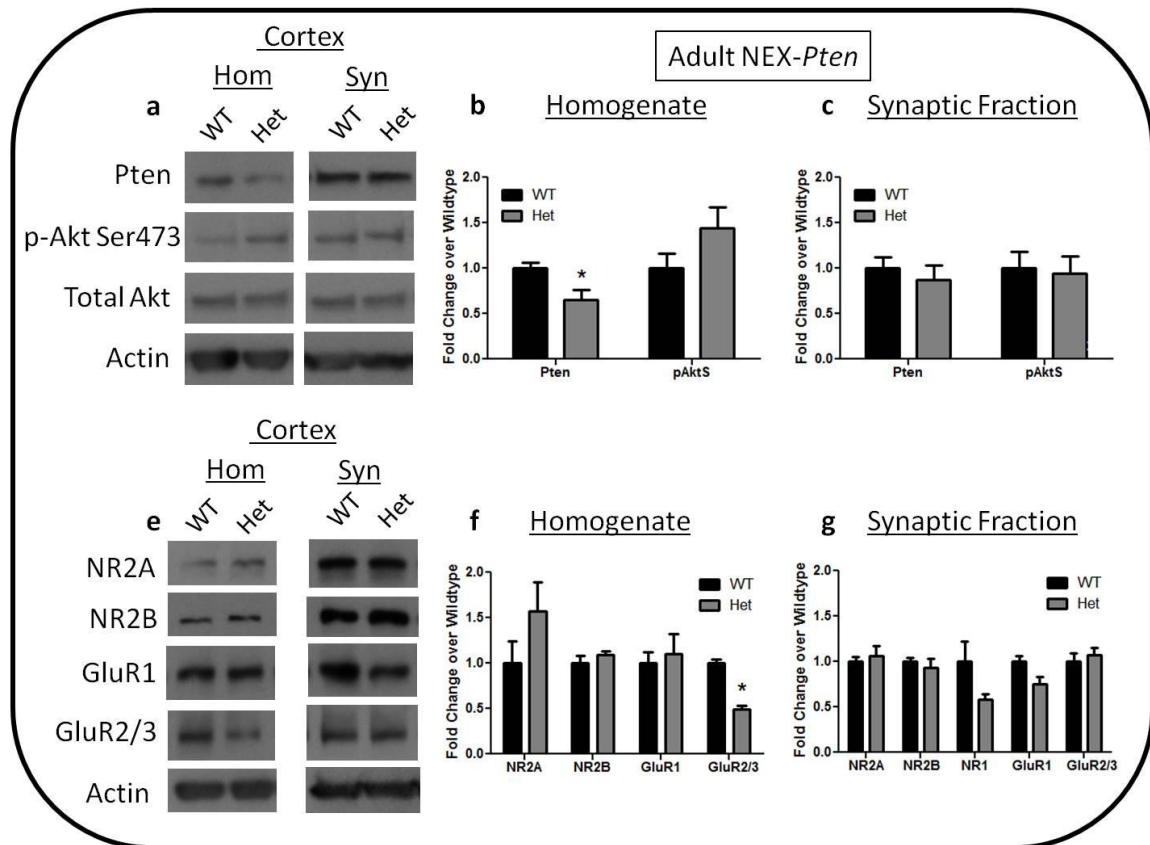 Cortex
Adult NEX-Pten
Hom Syn
a WT Het WT Het
Pten
p-Akt Ser473
Total Akt
Actin
b Homogenate
Fold Change over Wildtype
2.0
1.5
1.0
0.5
0.0
WT
Het
*
Pten pAktS
c Synaptic Fraction
Fold Change over Wildtype
2.0
1.5
1.0
0.5
0.0
WT
Het
Pten pAktS
Cortex
Hom Syn
e WT Het WT Het
NR2A
NR2B
GluR1
GluR2/3
Actin
f Homogenate
Fold Change over Wildtype
2.0
1.5
1.0
0.5
0.0
WT
Het
*
NR2A NR2B GluR1 GluR2/3
g Synaptic Fraction
Fold Change over Wildtype
2.0
1.5
1.0
0.5
0.0
WT
Het
NR2A NR2B NR1 GluR1 GluR2/3